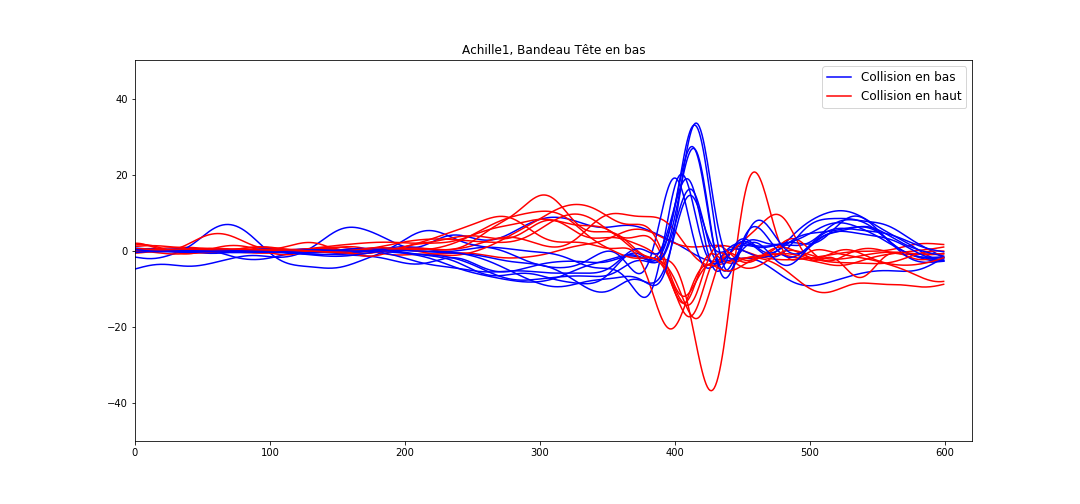 Achille1, Bandeau Tête en bas
Collision en bas
Collision en haut
40
20
0
−20
−40
0 100 200 300 400 500 600